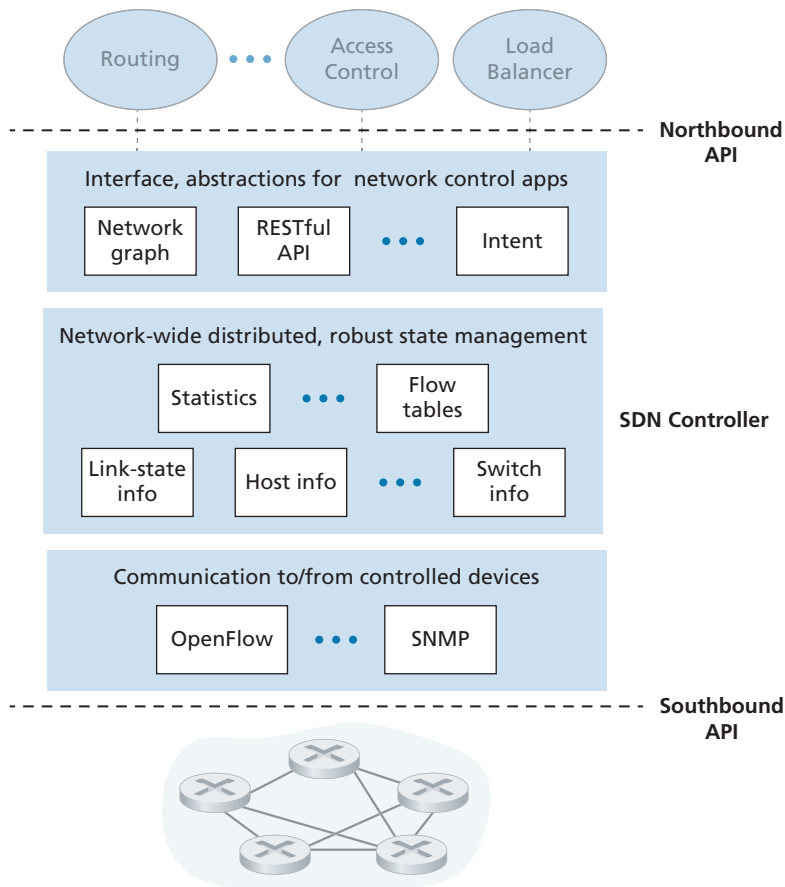 Routing
Access
Control
Load
Balancer
Northbound
API
Interface, abstractions for network control apps
Network
graph
RESTful
API
Intent
Network-wide distributed, robust state management
Statistics
Flow
tables
SDN Controller
Link-state
info
Host info
Switch
info
Communication to/from controlled devices
OpenFlow
SNMP
Southbound
API